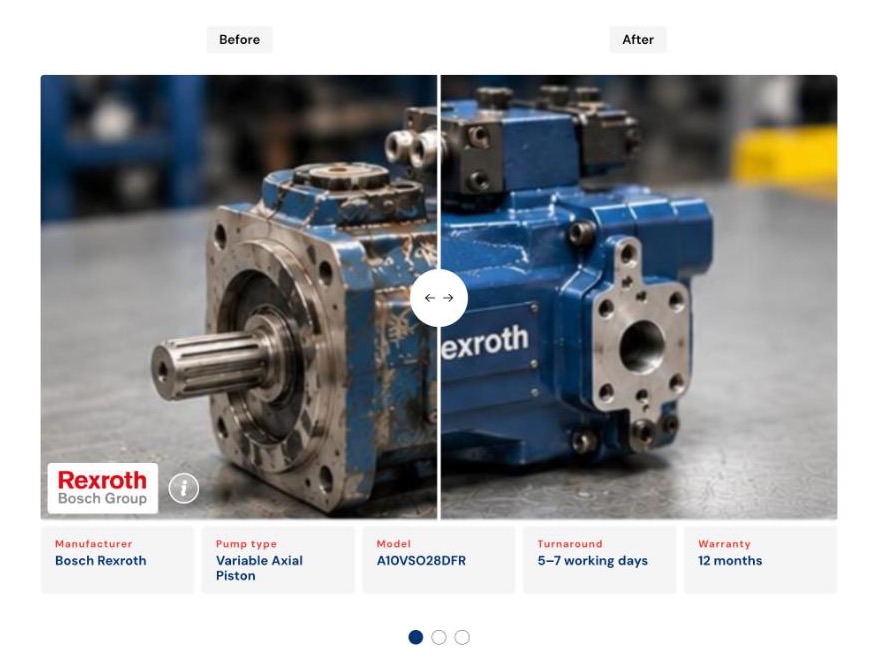 Before
After
exroth
Rexroth
Bosch Group
i
Manufacturer
Bosch Rexroth
Pump type
Variable Axial
Piston
Model
A10VSO28DFR
Turnaround
5–7 working days
Warranty
12 months